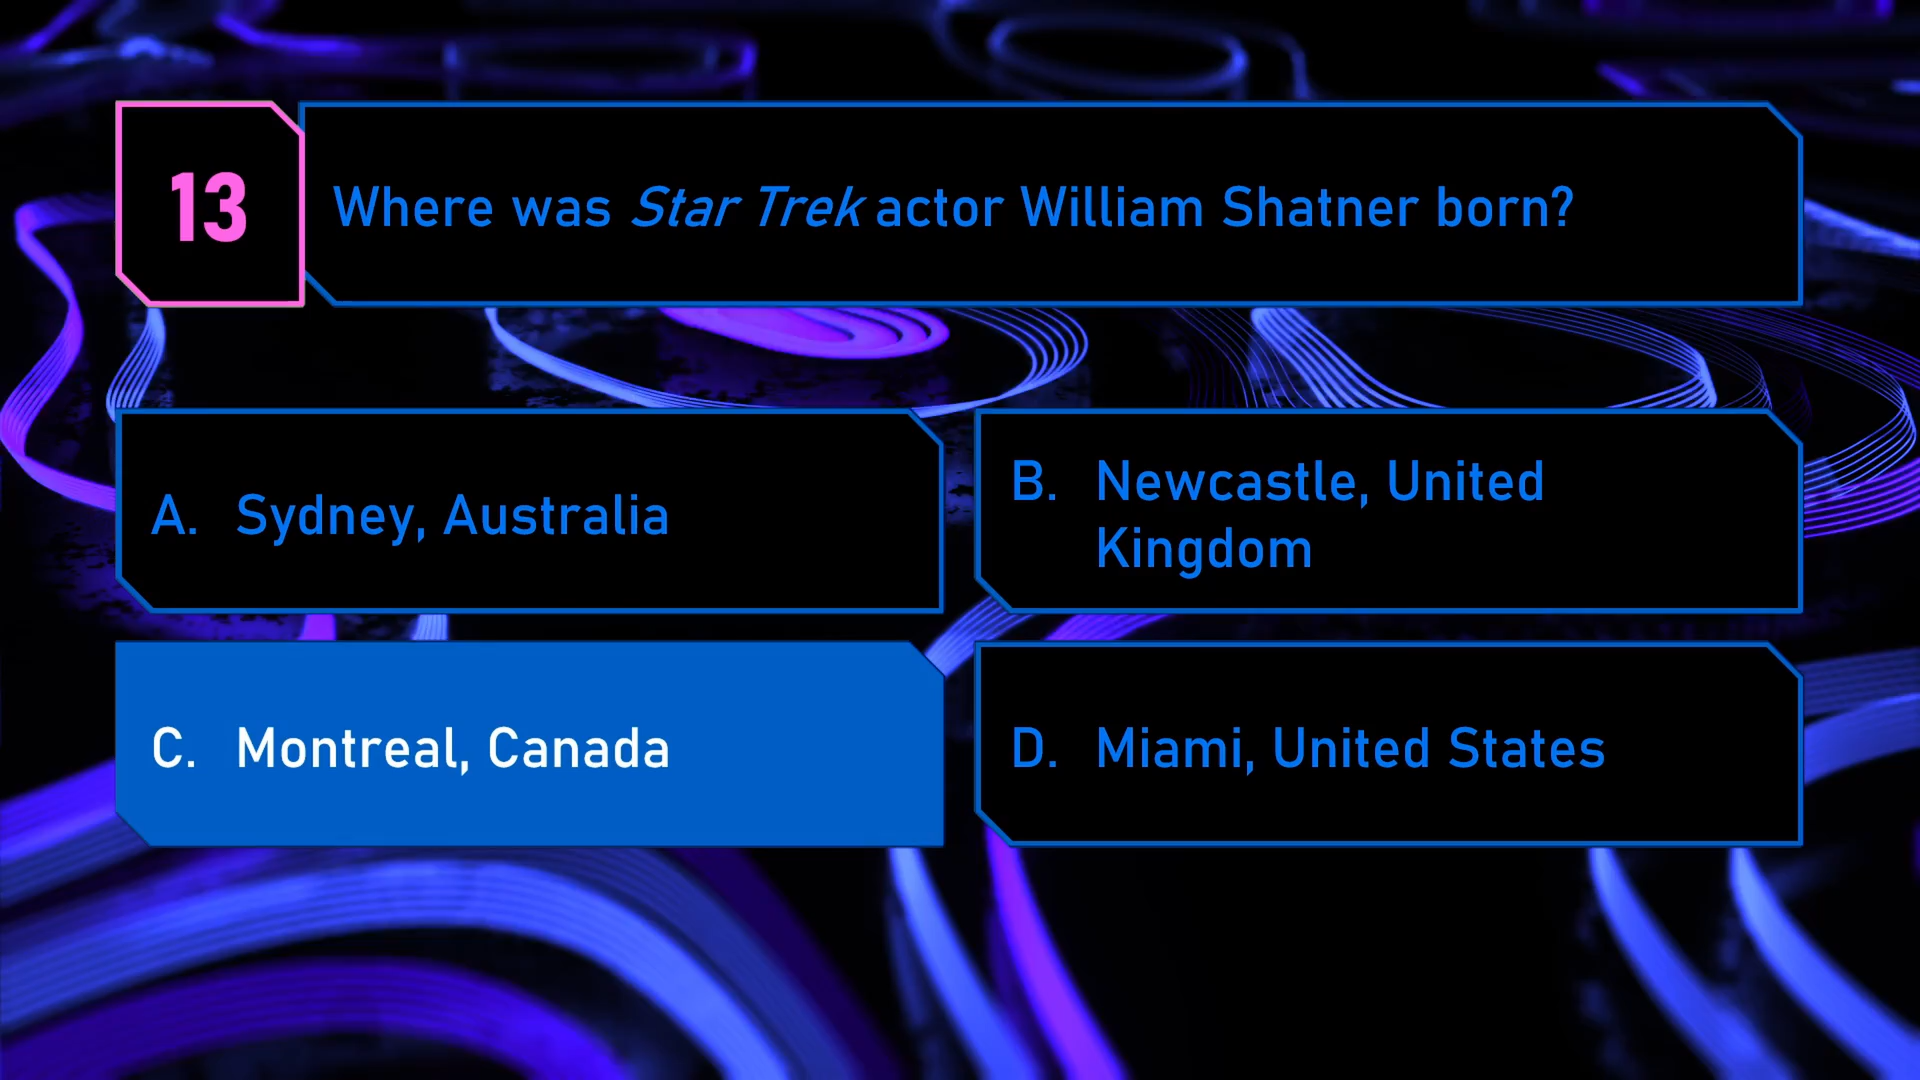 13
Where was Star Trek actor William Shatner born?
A. Sydney, Australia
B. Newcastle, United
Kingdom
C. Montreal, Canada
D. Miami, United States